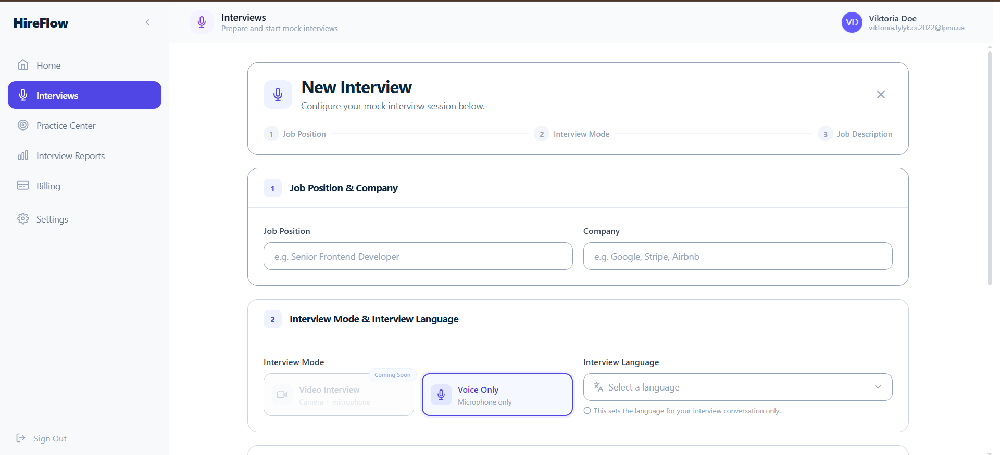 HireFlow
Home
Interviews
Practice Center
Interview Reports
Billing
Settings
Sign Out
Interviews
Prepare and start mock interviews
VD
Viktoria Doe
viktoriia.fylyk.oi.2022@lpnu.ua
New Interview
Configure your mock interview session below.
1 Job Position
2 Interview Mode
3 Job Description
1 Job Position & Company
Job Position
e.g. Senior Frontend Developer
Company
e.g. Google, Stripe, Airbnb
2 Interview Mode & Interview Language
Interview Mode
Coming Soon
Video Interview
Camera + microphone
Voice Only
Microphone only
Interview Language
Select a language
This sets the language for your interview conversation only.